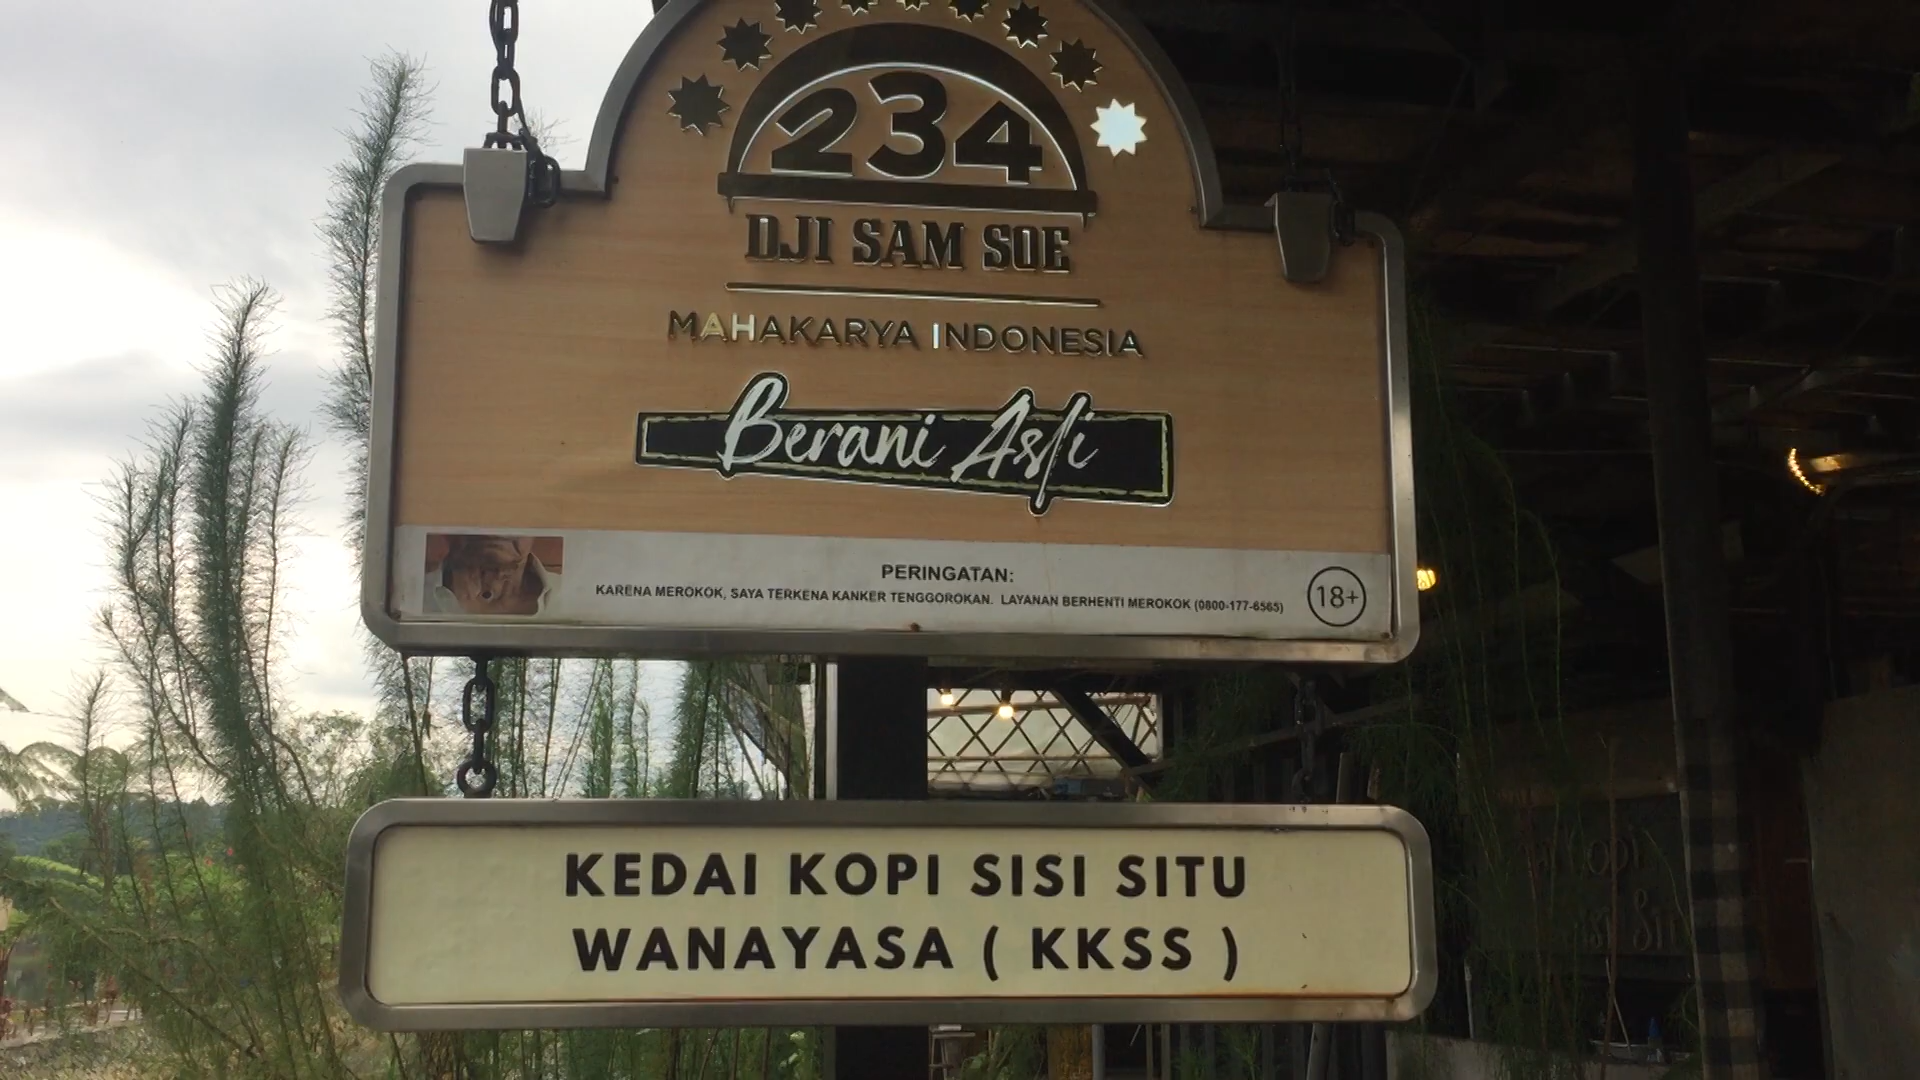 234
DJI SAM SOE
MAHAKARYA INDONESIA
Berani Asli
PERINGATAN:
KARENA MEROKOK, SAYA TERKENA KANKER TENGGOROKAN. LAYANAN BERHENTI MEROKOK (0800-177-6565)
18+
KEDAI KOPI SISI SITU
WANAYASA ( KKSS )